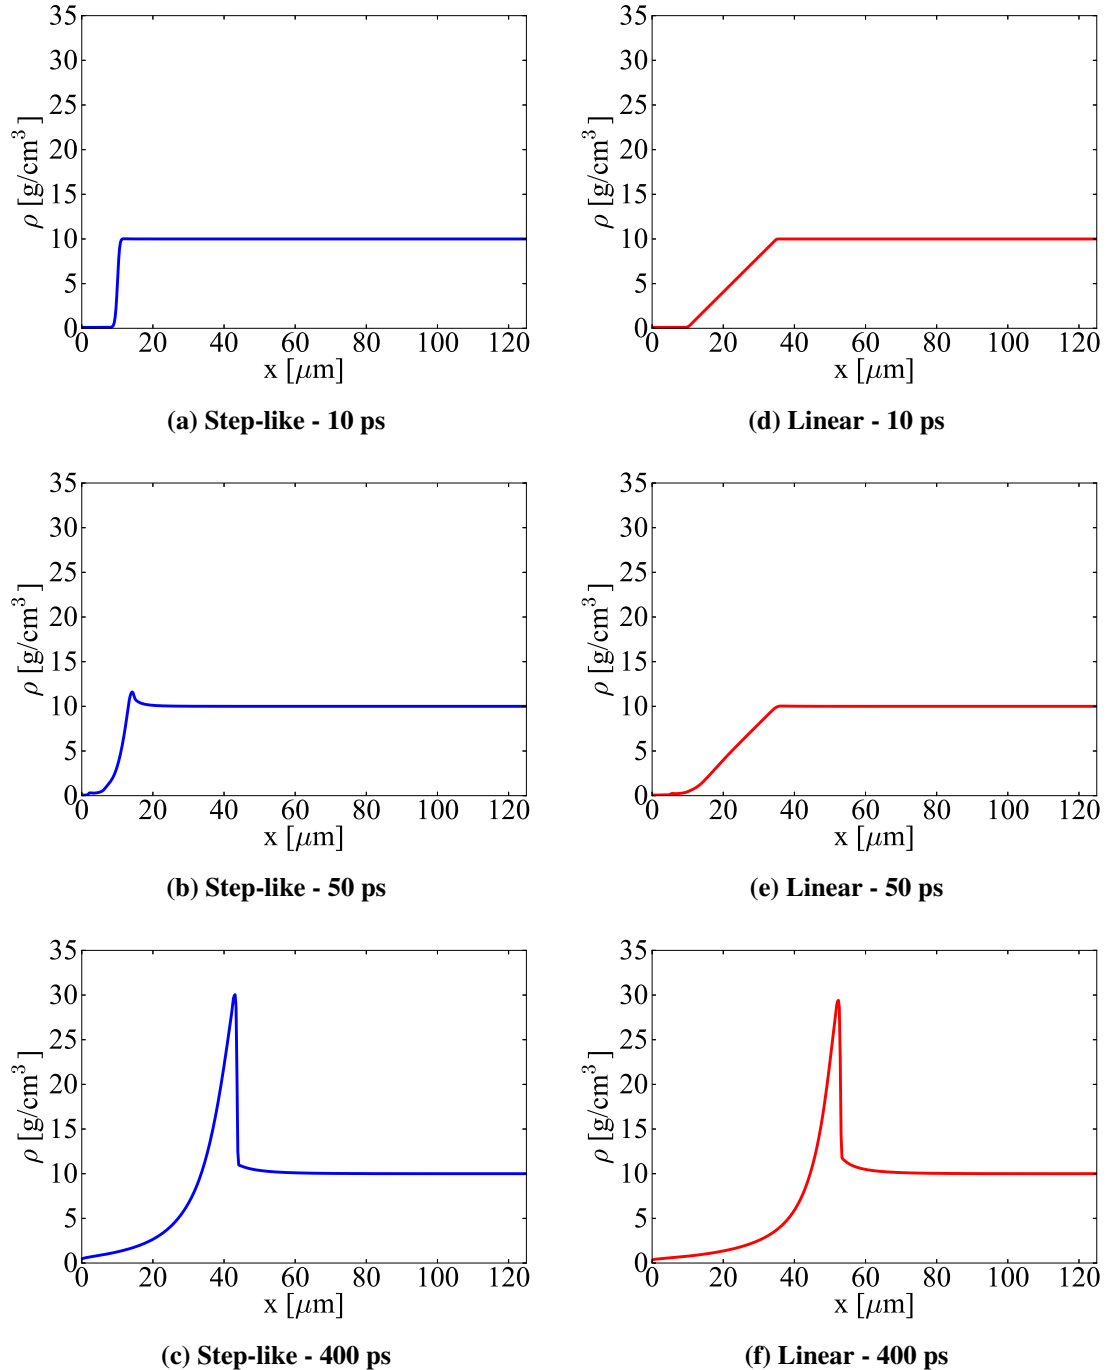 35
30
25
20
15
10
5
0
ρ [g/cm³]
0 20 40 60 80 100 120
x [μm]
(a) Step-like - 10 ps
35
30
25
20
15
10
5
0
ρ [g/cm³]
0 20 40 60 80 100 120
x [μm]
(d) Linear - 10 ps
35
30
25
20
15
10
5
0
ρ [g/cm³]
0 20 40 60 80 100 120
x [μm]
(b) Step-like - 50 ps
35
30
25
20
15
10
5
0
ρ [g/cm³]
0 20 40 60 80 100 120
x [μm]
(e) Linear - 50 ps
35
30
25
20
15
10
5
0
ρ [g/cm³]
0 20 40 60 80 100 120
x [μm]
(c) Step-like - 400 ps
35
30
25
20
15
10
5
0
ρ [g/cm³]
0 20 40 60 80 100 120
x [μm]
(f) Linear - 400 ps